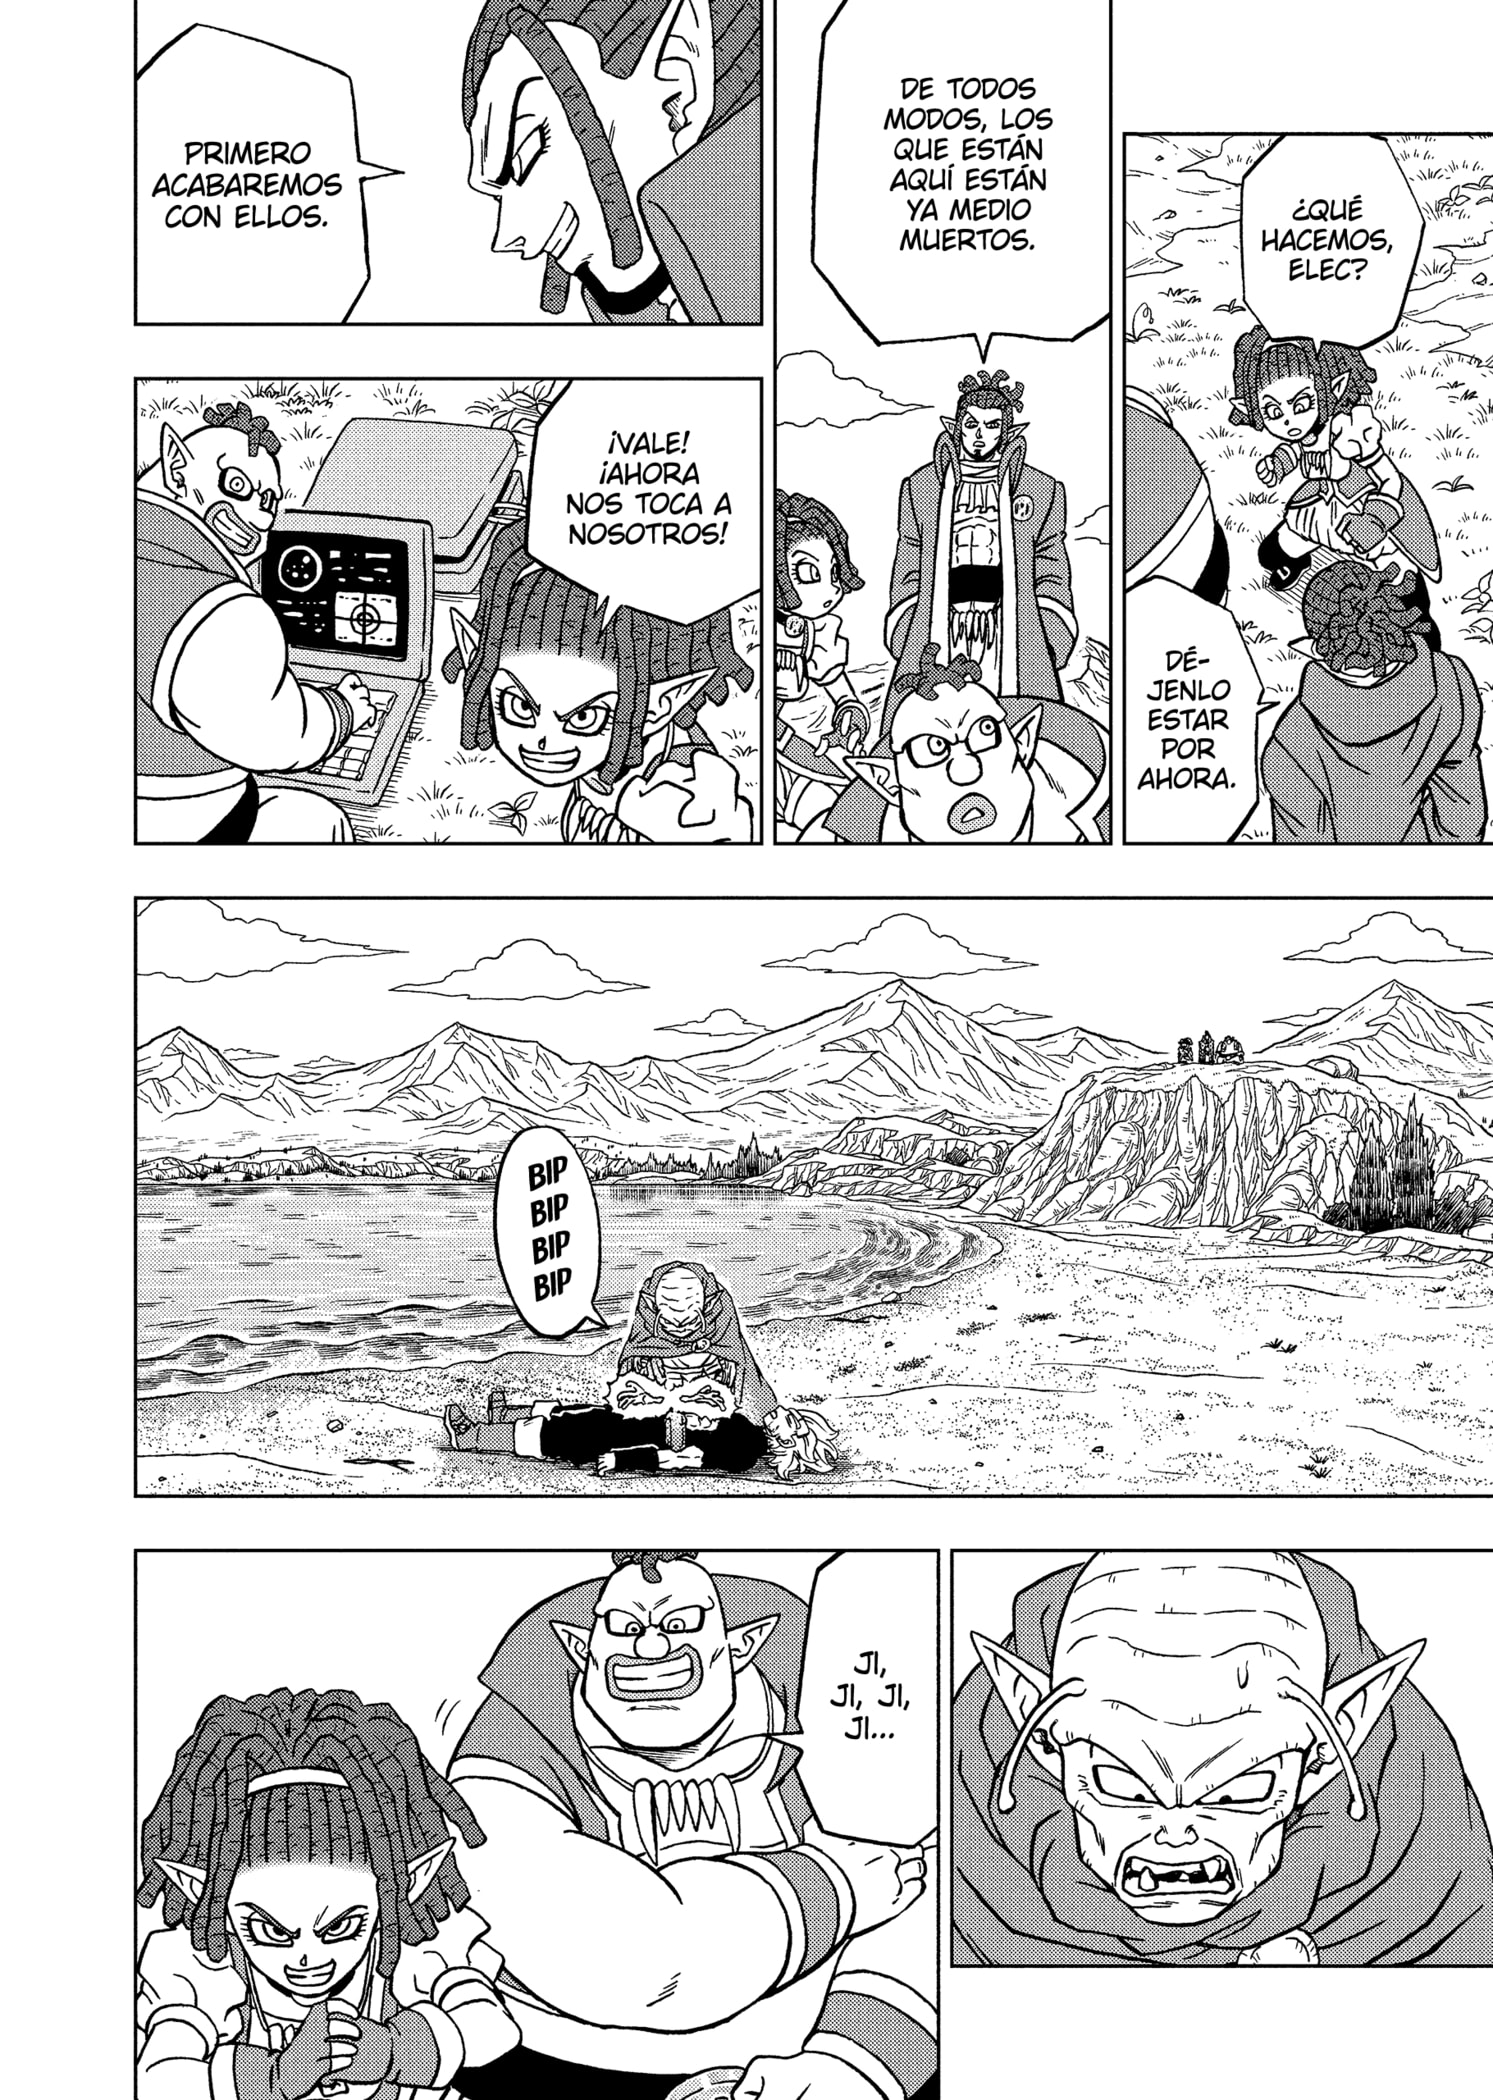 ¿QUÉ
HACEMOS,
ELEC?
DÉ-
JENLO
ESTAR
POR
AHORA.
DE TODOS
MODOS, LOS
QUE ESTÁN
AQUÍ ESTÁN
YA MEDIO
MUERTOS.
PRIMERO
ACABAREMOS
CON ELLOS.
¡VALE!
¡AHORA
NOS TOCA A
NOSOTROS!
BIP
BIP
BIP
BIP
JI,
JI, JI,
JI...